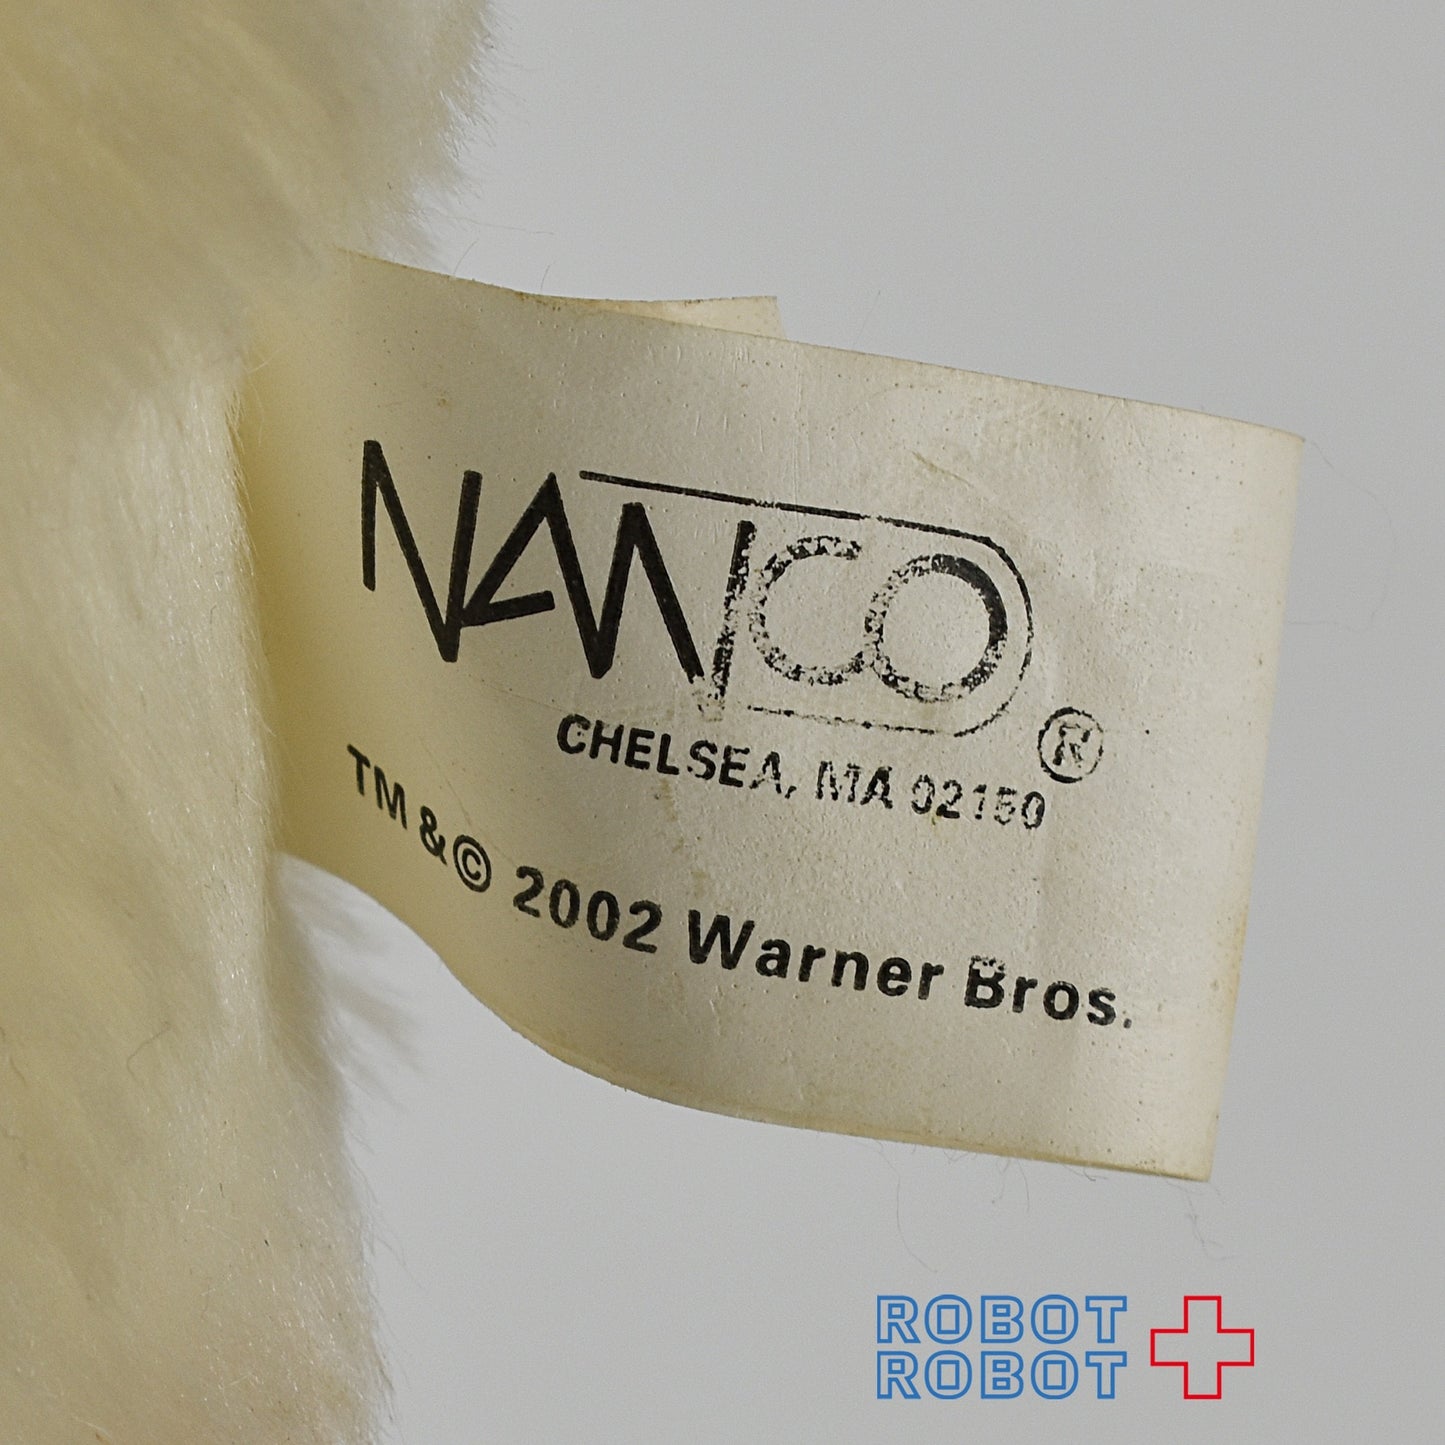 NANCO®
CHELSEA, MA 02150
TM & © 2002 Warner Bros.
ROBOT
ROBOT